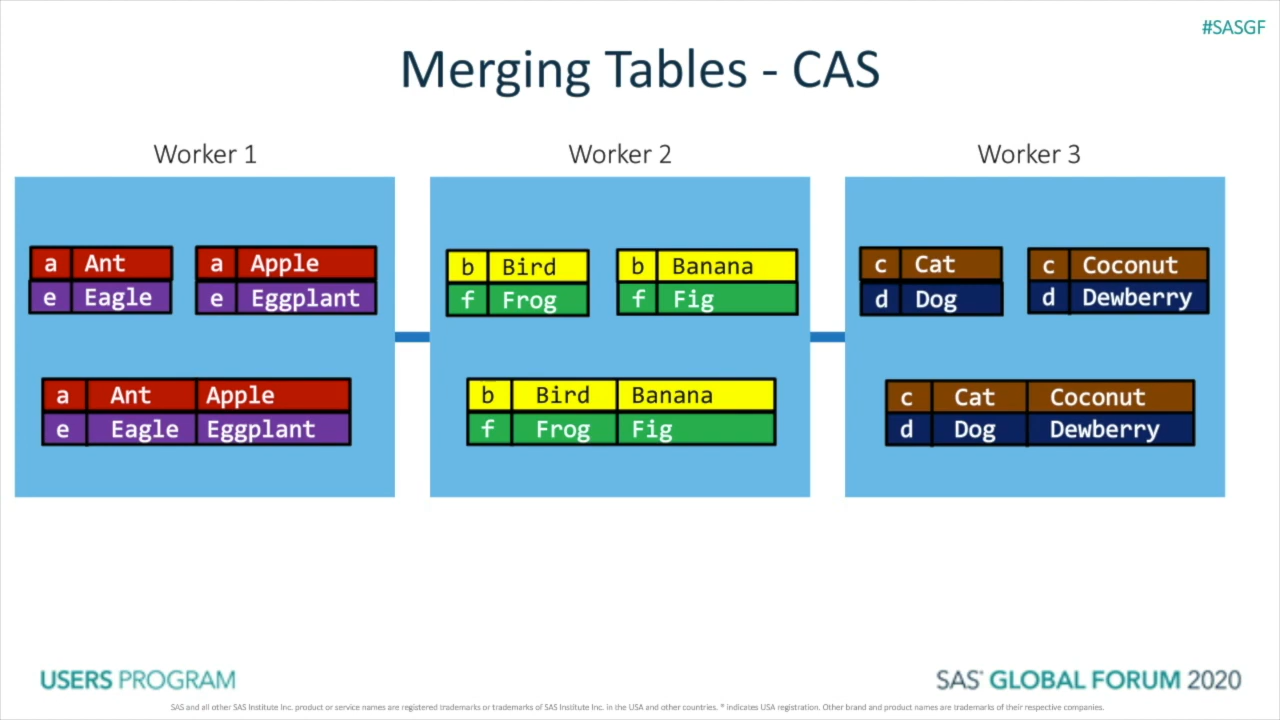 #SASGF
Merging Tables - CAS
Worker 1
Worker 2
Worker 3
a Ant
e Eagle
a Apple
e Eggplant
a Ant Apple
e Eagle Eggplant
b Bird
f Frog
b Banana
f Fig
b Bird Banana
f Frog Fig
c Cat
d Dog
c Coconut
d Dewberry
c Cat Coconut
d Dog Dewberry
USERS PROGRAM
SAS® GLOBAL FORUM 2020
SAS and all other SAS Institute Inc. product or service names are registered trademarks or trademarks of SAS Institute Inc. in the USA and other countries. ® indicates USA registration. Other brand and product names are trademarks of their respective companies.